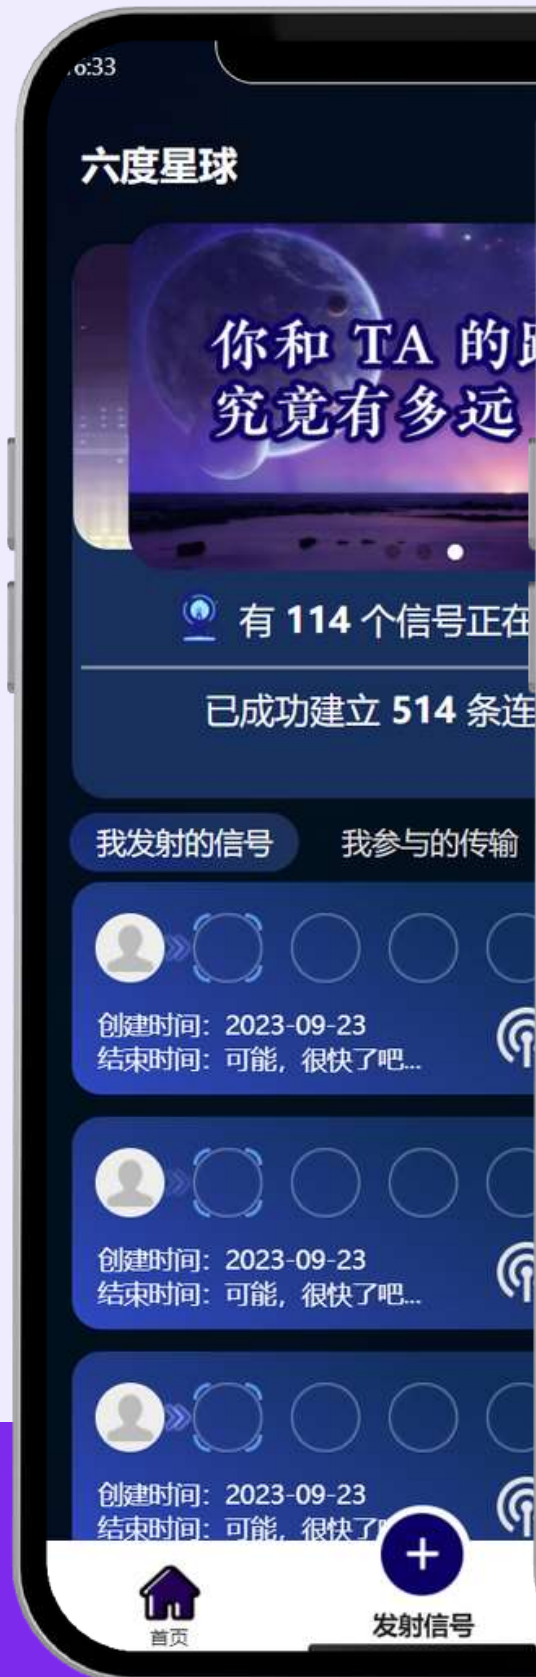 6:33
六度星球
你和 TA 的
究竟有多远
有 114 个信号正在
已成功建立 514 条连
我发射的信号 我参与的传输
创建时间：2023-09-23
结束时间：可能，很快了吧...
创建时间：2023-09-23
结束时间：可能，很快了吧...
创建时间：2023-09-23
结束时间：可能，很快了
首页
发射信号